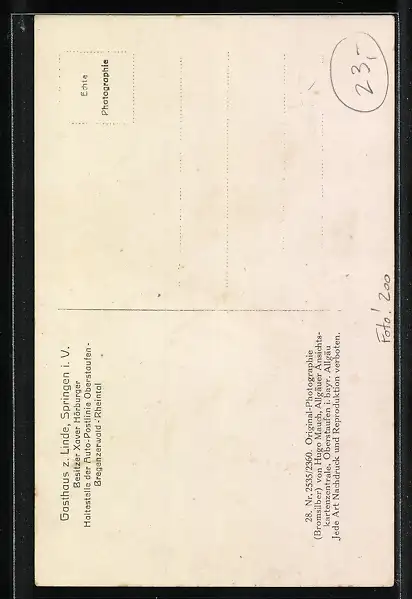 Gasthaus z. Linde, Springen i. V.
Besitzer Xaver Hörburger
Haltestelle der Auto-Postlinie Oberstaufen-
Bregenzerwald-Rheintal
Echte
Photographie
28. Nr. 2535/2360. Original-Photographie
(Bromsilber) von Hugo Mauch, Allgäuer Ansichts-
kartenzentrale, Oberstaufen i. bayr. Allgäu
Jede Art Nachdruck und Reproduktion verboten.
23,-
Foto! 200